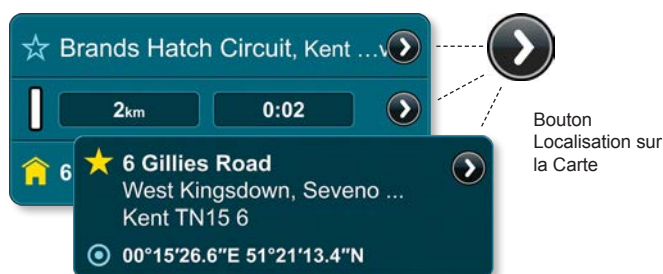 Brands Hatch Circuit, Kent ...v
2km 0:02
6
6 Gillies Road
West Kingsdown, Seveno ...
Kent TN15 6
00°15'26.6"E 51°21'13.4"N
Bouton
Localisation sur
la Carte